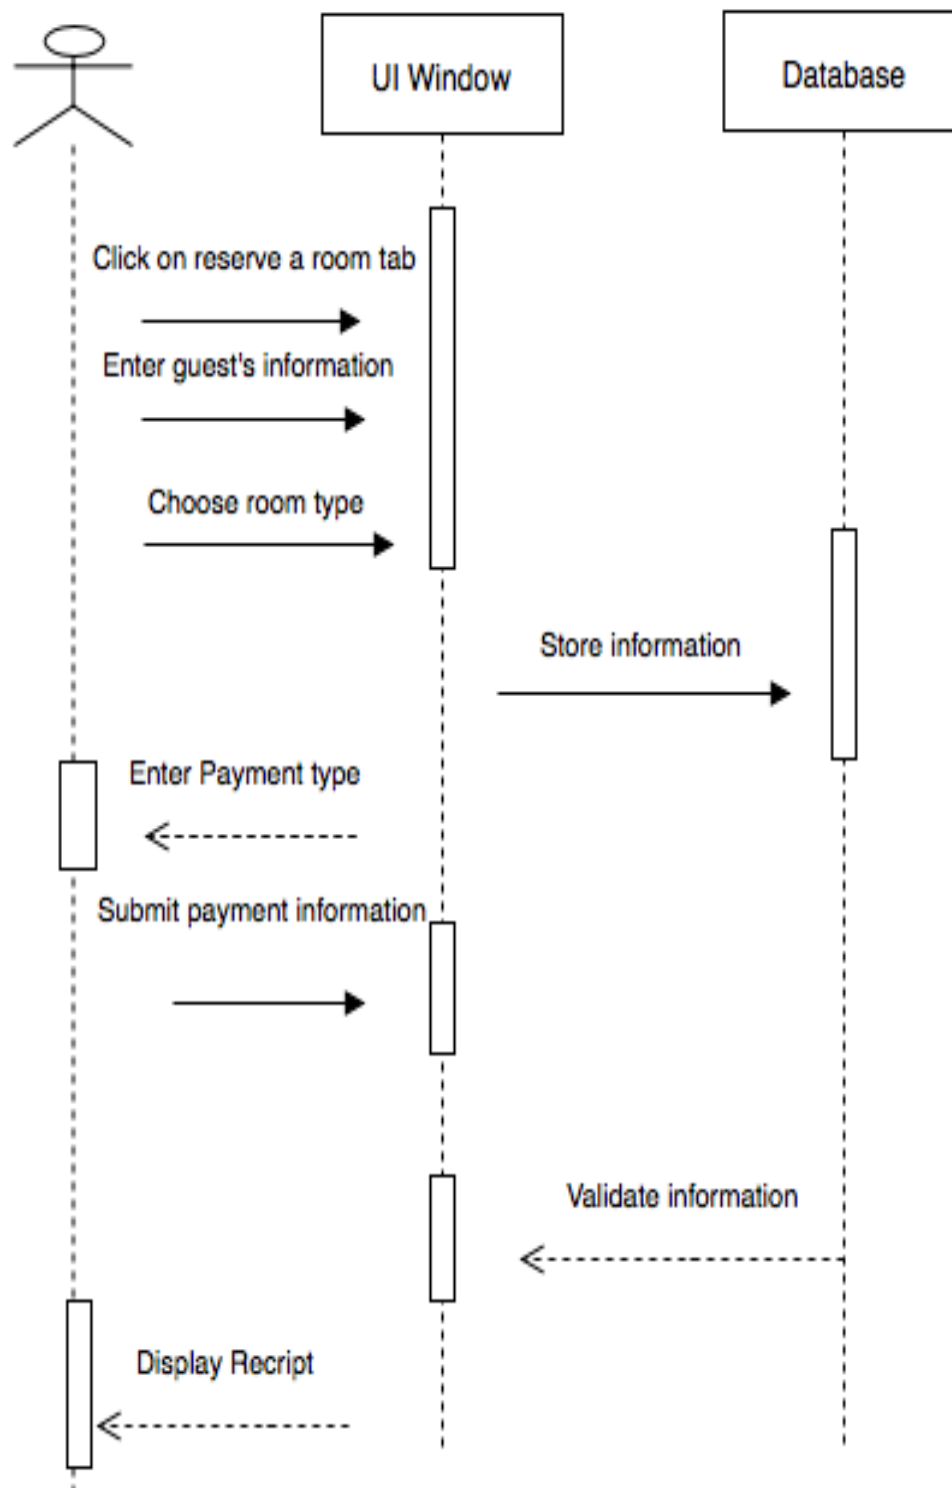 UI Window
Database
Click on reserve a room tab
Enter guest's information
Choose room type
Store information
Enter Payment type
Submit payment information
Validate information
Display Recript